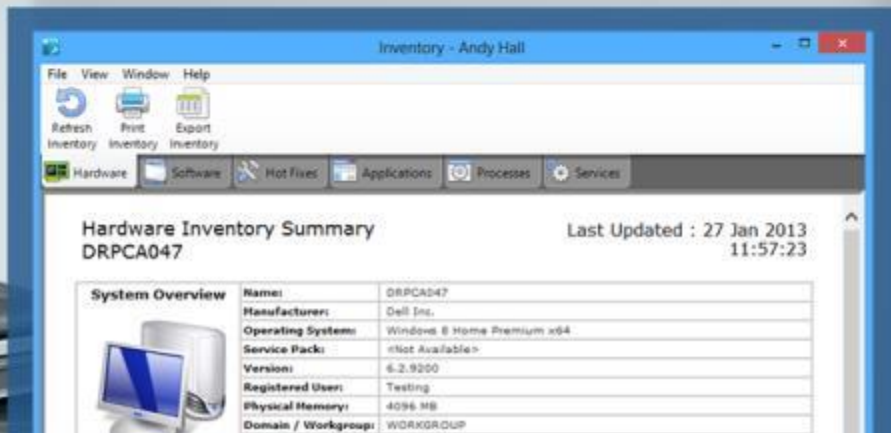 Inventory - Andy Hall
File View Window Help
Refresh Inventory
Print Inventory
Export Inventory
Hardware Software Hot Fixes Applications Processes Services
Hardware Inventory Summary
Last Updated : 27 Jan 2013
DRPCA047
11:57:23
System Overview
Name: DRPCA047
Manufacturer: Dell Inc.
Operating System: Windows 8 Home Premium x64
Service Pack: <Not Available>
Version: 6.2.9200
Registered User: Testing
Physical Memory: 4096 MB
Domain / Workgroup: WORKGROUP